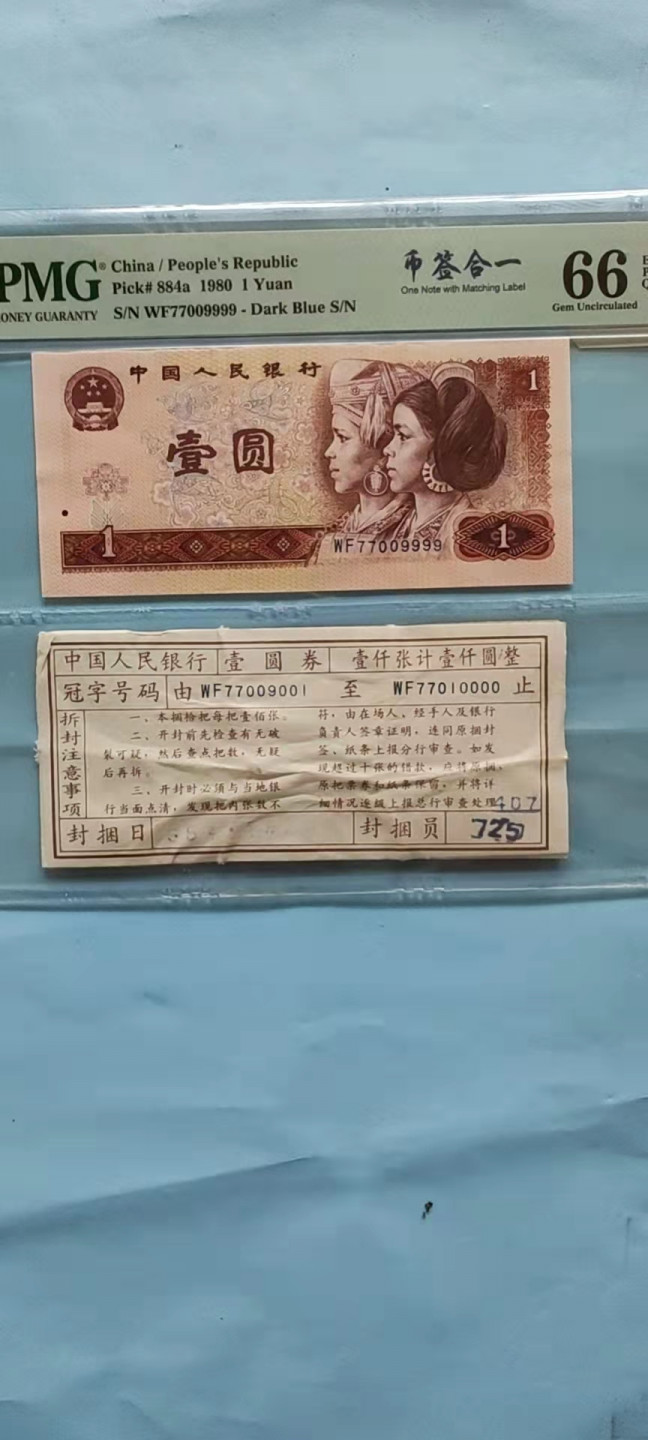 PMG®
China / People's Republic
Pick# 884a 1980 1 Yuan
S/N WF77009999 - Dark Blue S/N
币签合一
One Note with Matching Label
66
Gem Uncirculated
中国人民银行
1
壹圆
WF77009999
1
1
中国人民银行 壹圆券 壹仟张计壹仟圆整
冠字号码 由 WF77009001 至 WF77010000 止
拆封注意事项
一、本捆拾把每把壹佰张。
二、开封前先检查有无破
裂可疑，然后查点把数，无疑
后再拆。
三、开封时必须与当地银
行当面点清，发现把内张数不
符，由在场人、经手人及银行
负责人签章证明，连同原捆封
签、纸条上报分行审查。如发
现超过十张的错款，应将原捆、
原把票券和纸条保留，并将详
细情况逐级上报总行审查处理
107
封捆日 封捆员 725